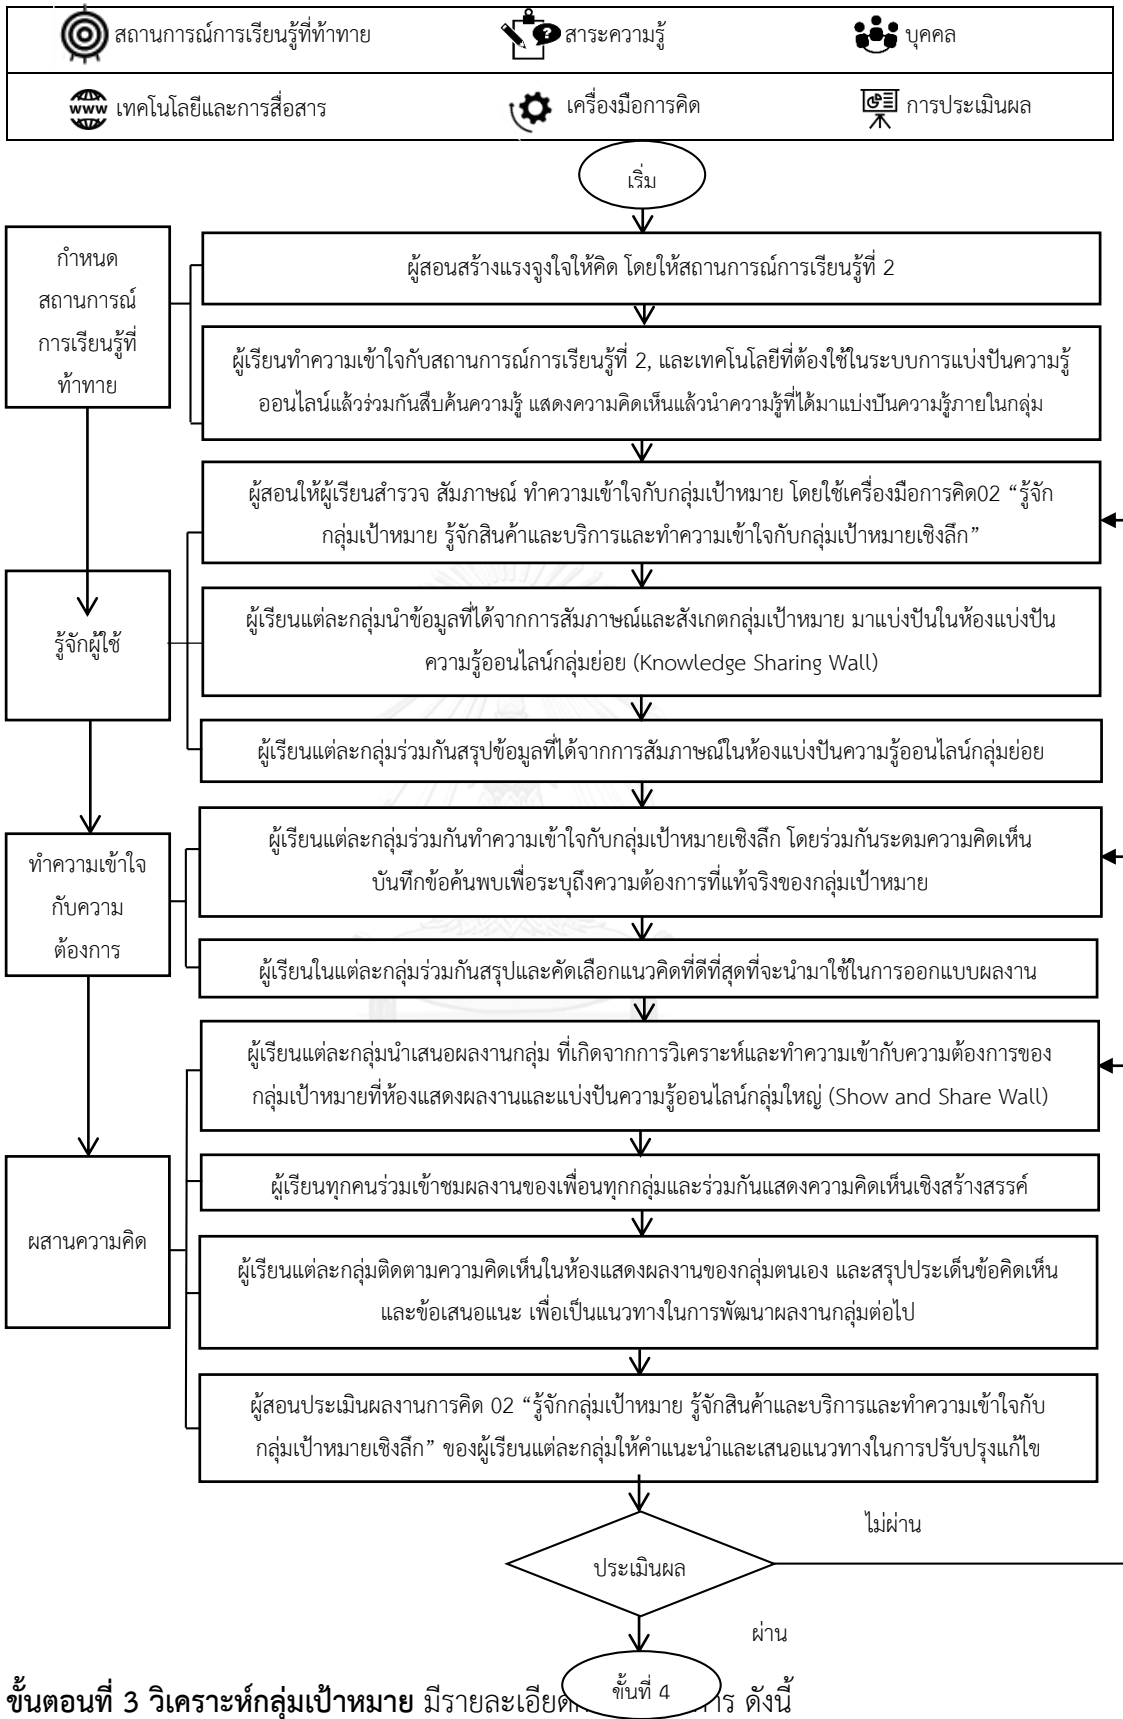 สถานการณ์การเรียนรู้ที่ท้าทาย สาระความรู้ บุคคล
www เทคโนโลยีและการสื่อสาร เครื่องมือการคิด การประเมินผล
เริ่ม
กำหนด
สถานการณ์
การเรียนรู้ที่
ท้าทาย
ผู้สอนสร้างแรงจูงใจให้คิด โดยให้สถานการณ์การเรียนรู้ที่ 2
ผู้เรียนทำความเข้าใจกับสถานการณ์การเรียนรู้ที่ 2, และเทคโนโลยีที่ต้องใช้ในระบบการแบ่งปันความรู้
ออนไลน์แล้วร่วมกันสืบค้นความรู้ แสดงความคิดเห็นแล้วนำความรู้ที่ได้มาแบ่งปันความรู้ภายในกลุ่ม
รู้จักผู้ใช้
ผู้สอนให้ผู้เรียนสำรวจ สัมภาษณ์ ทำความเข้าใจกับกลุ่มเป้าหมาย โดยใช้เครื่องมือการคิด02 “รู้จัก
กลุ่มเป้าหมาย รู้จักสินค้าและบริการและทำความเข้าใจกับกลุ่มเป้าหมายเชิงลึก”
ผู้เรียนแต่ละกลุ่มนำข้อมูลที่ได้จากการสัมภาษณ์และสังเกตกลุ่มเป้าหมาย มาแบ่งปันในห้องแบ่งปัน
ความรู้ออนไลน์กลุ่มย่อย (Knowledge Sharing Wall)
ผู้เรียนแต่ละกลุ่มร่วมกันสรุปข้อมูลที่ได้จากการสัมภาษณ์ในห้องแบ่งปันความรู้ออนไลน์กลุ่มย่อย
ทำความเข้าใจ
กับความ
ต้องการ
ผู้เรียนแต่ละกลุ่มร่วมกันทำความเข้าใจกับกลุ่มเป้าหมายเชิงลึก โดยร่วมกันระดมความคิดเห็น
บันทึกข้อค้นพบเพื่อระบุถึงความต้องการที่แท้จริงของกลุ่มเป้าหมาย
ผู้เรียนในแต่ละกลุ่มร่วมกันสรุปและคัดเลือกแนวคิดที่ดีที่สุดที่จะนำมาใช้ในการออกแบบผลงาน
ผสานความคิด
ผู้เรียนแต่ละกลุ่มนำเสนอผลงานกลุ่ม ที่เกิดจากการวิเคราะห์และทำความเข้ากับความต้องการของ
กลุ่มเป้าหมายที่ห้องแสดงผลงานและแบ่งปันความรู้ออนไลน์กลุ่มใหญ่ (Show and Share Wall)
ผู้เรียนทุกคนร่วมเข้าชมผลงานของเพื่อนทุกกลุ่มและร่วมกันแสดงความคิดเห็นเชิงสร้างสรรค์
ผู้เรียนแต่ละกลุ่มติดตามความคิดเห็นในห้องแสดงผลงานของกลุ่มตนเอง และสรุปประเด็นข้อคิดเห็น
และข้อเสนอแนะ เพื่อเป็นแนวทางในการพัฒนาผลงานกลุ่มต่อไป
ผู้สอนประเมินผลงานการคิด 02 “รู้จักกลุ่มเป้าหมาย รู้จักสินค้าและบริการและทำความเข้าใจกับ
กลุ่มเป้าหมายเชิงลึก” ของผู้เรียนแต่ละกลุ่มให้คำแนะนำและเสนอแนวทางในการปรับปรุงแก้ไข
ไม่ผ่าน
ประเมินผล
ผ่าน
ขั้นที่ 4
ขั้นตอนที่ 3 วิเคราะห์กลุ่มเป้าหมาย มีรายละเอียด ดังนี้